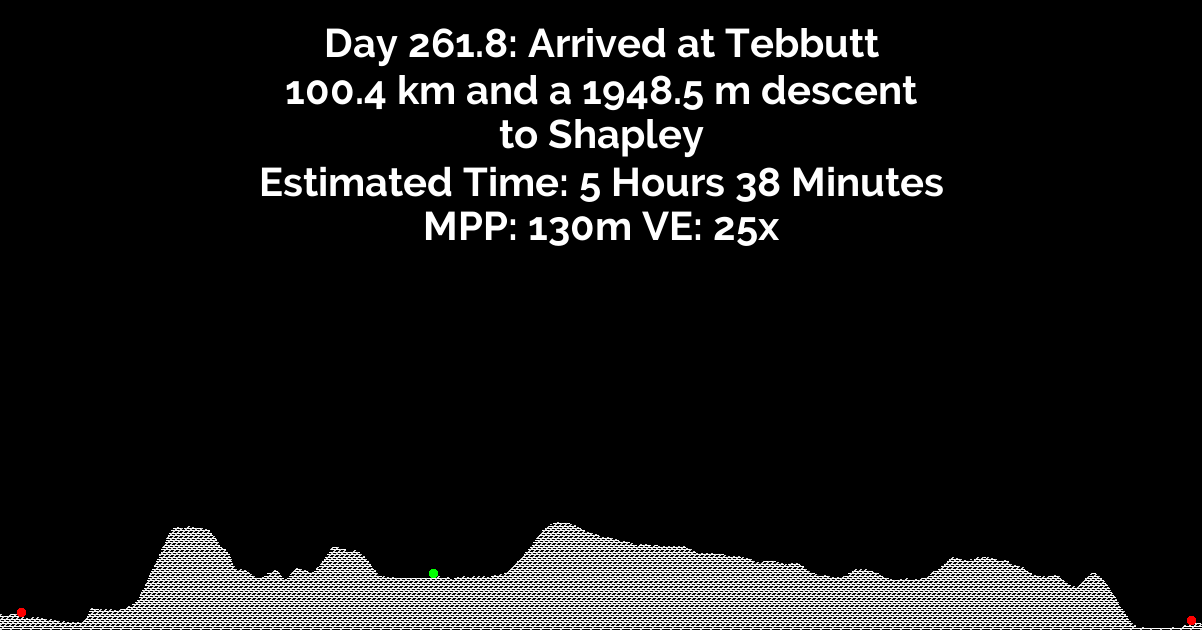 Day 261.8: Arrived at Tebbutt
100.4 km and a 1948.5 m descent
to Shapley
Estimated Time: 5 Hours 38 Minutes
MPP: 130m VE: 25x